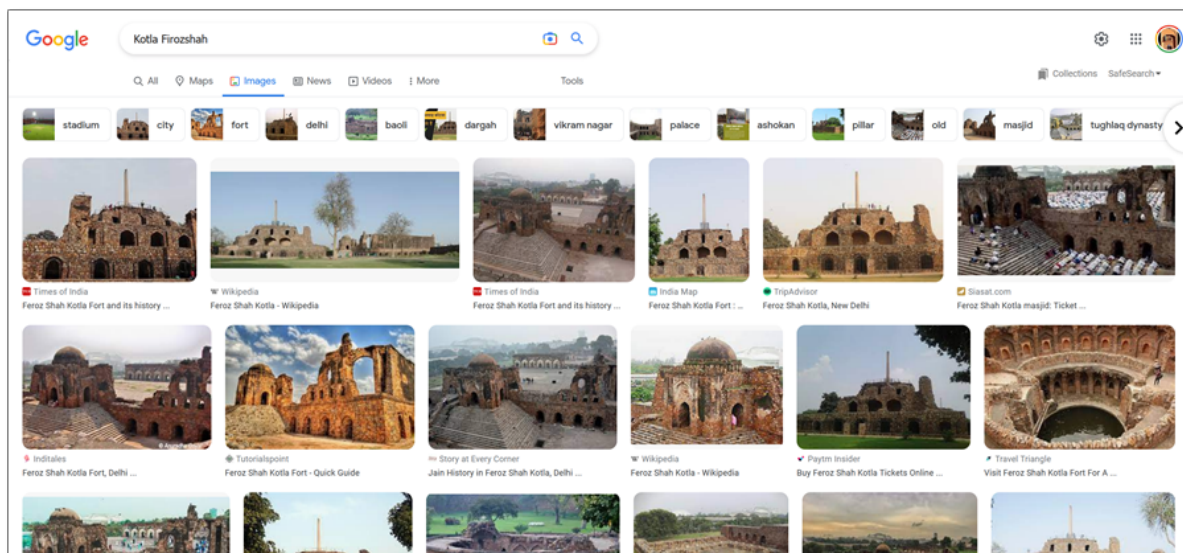 Google
Kotla Firozshah
All Maps Images News Videos More Tools
Collections SafeSearch
stadium city fort delhi baoli dargah vikram nagar palace ashokan pillar old masjid tughlaq dynasty
Times of India Wikipedia Times of India India Map TripAdvisor Siasat.com
Feroz Shah Kotla Fort and its history ... Feroz Shah Kotla - Wikipedia Feroz Shah Kotla Fort and its history ... Feroz Shah Kotla Fort : ... Feroz Shah Kotla, New Delhi Feroz Shah Kotla masjid: Ticket ...
Inditales Tutorialspoint Story at Every Corner Wikipedia Paytm Insider Travel Triangle
Feroz Shah Kotla Fort, Delhi ... Feroz Shah Kotla Fort - Quick Guide Jain History in Feroz Shah Kotla, Delhi ... Feroz Shah Kotla - Wikipedia Buy Feroz Shah Kotla Tickets Online ... Visit Feroz Shah Kotla Fort For A ...